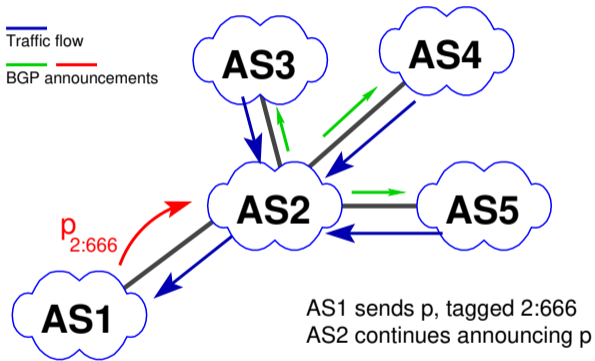 Traffic flow
BGP announcements
AS3
AS4
AS2
AS5
p2:666
AS1
AS1 sends p, tagged 2:666
AS2 continues announcing p